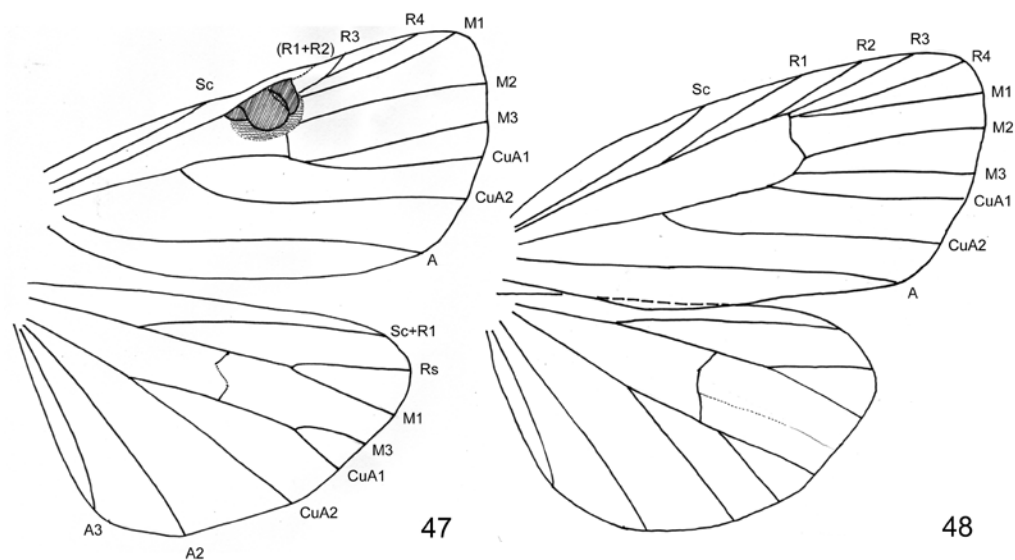 Sc
(R1+R2)
R3
R4
M1
M2
M3
CuA1
CuA2
A
Sc+R1
Rs
M1
M3
CuA1
CuA2
A2
A3
47
Sc
R1
R2
R3
R4
M1
M2
M3
CuA1
CuA2
A
48